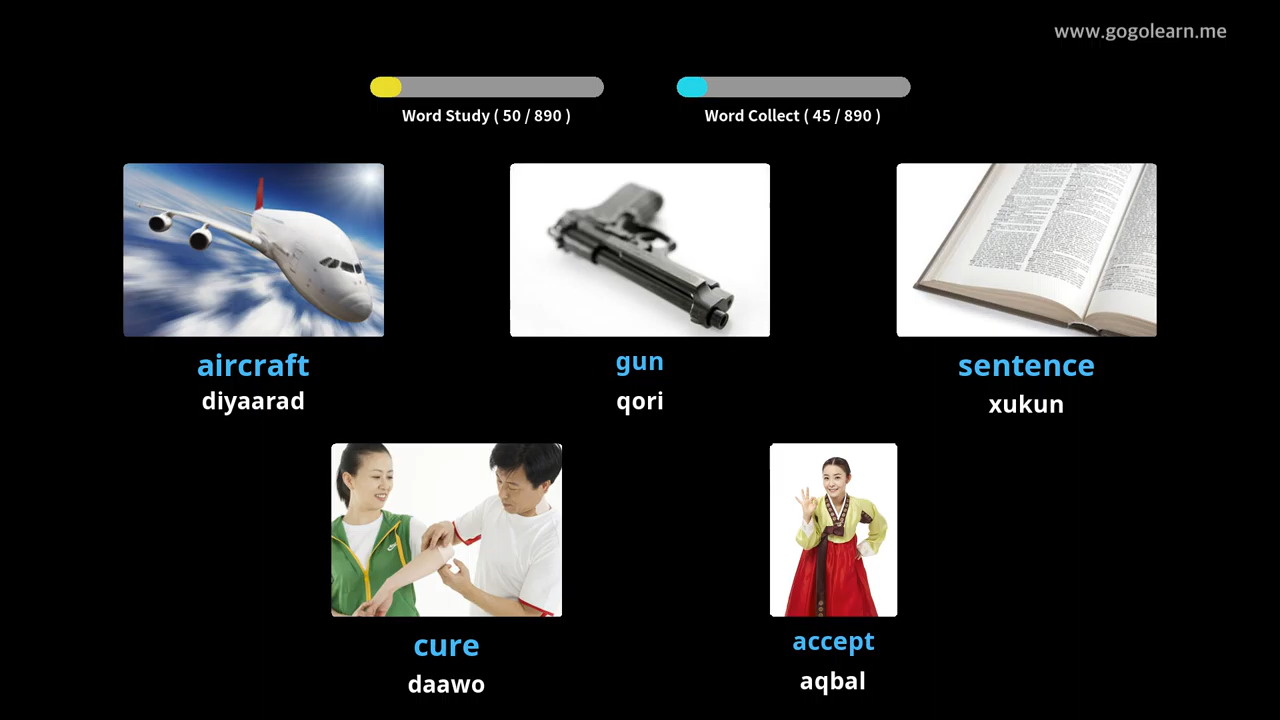 www.gogolearn.me
Word Study ( 50 / 890 )
Word Collect ( 45 / 890 )
aircraft
diyaarad
gun
qori
sentence
xukun
cure
daawo
accept
aqbal